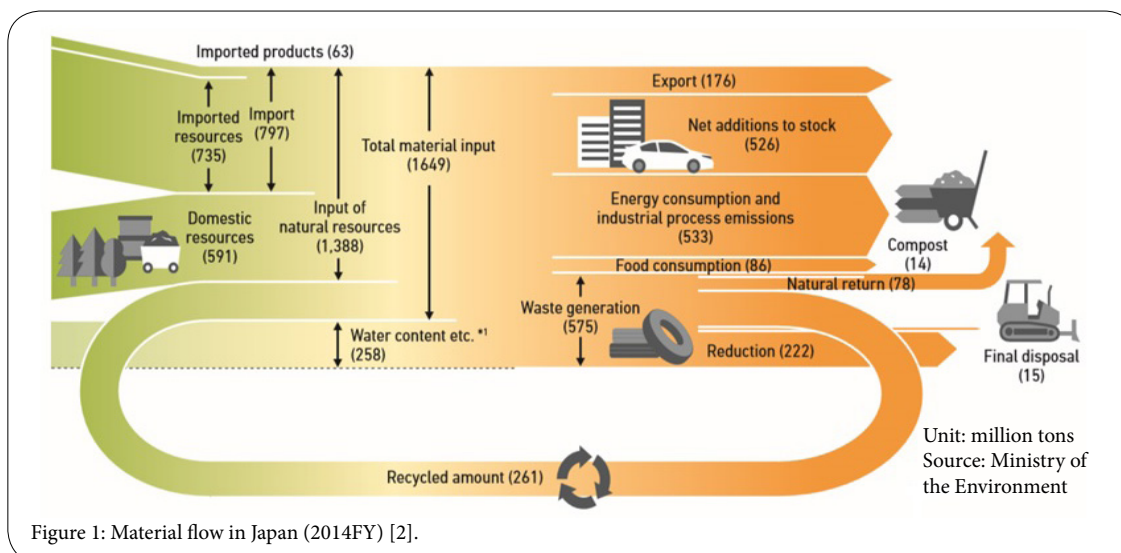 Imported products (63)
Imported
resources
(735)
Import
(797)
Total material input
(1649)
Domestic
resources
(591)
Input of
natural resources
(1,388)
Water content etc. *1
(258)
Export (176)
Net additions to stock
(526)
Energy consumption and
industrial process emissions
(533)
Food consumption (86)
Waste generation
(575)
Natural return (78)
Compost
(14)
Reduction (222)
Final disposal
(15)
Recycled amount (261)
Unit: million tons
Source: Ministry of
the Environment
Figure 1: Material flow in Japan (2014FY) [2].